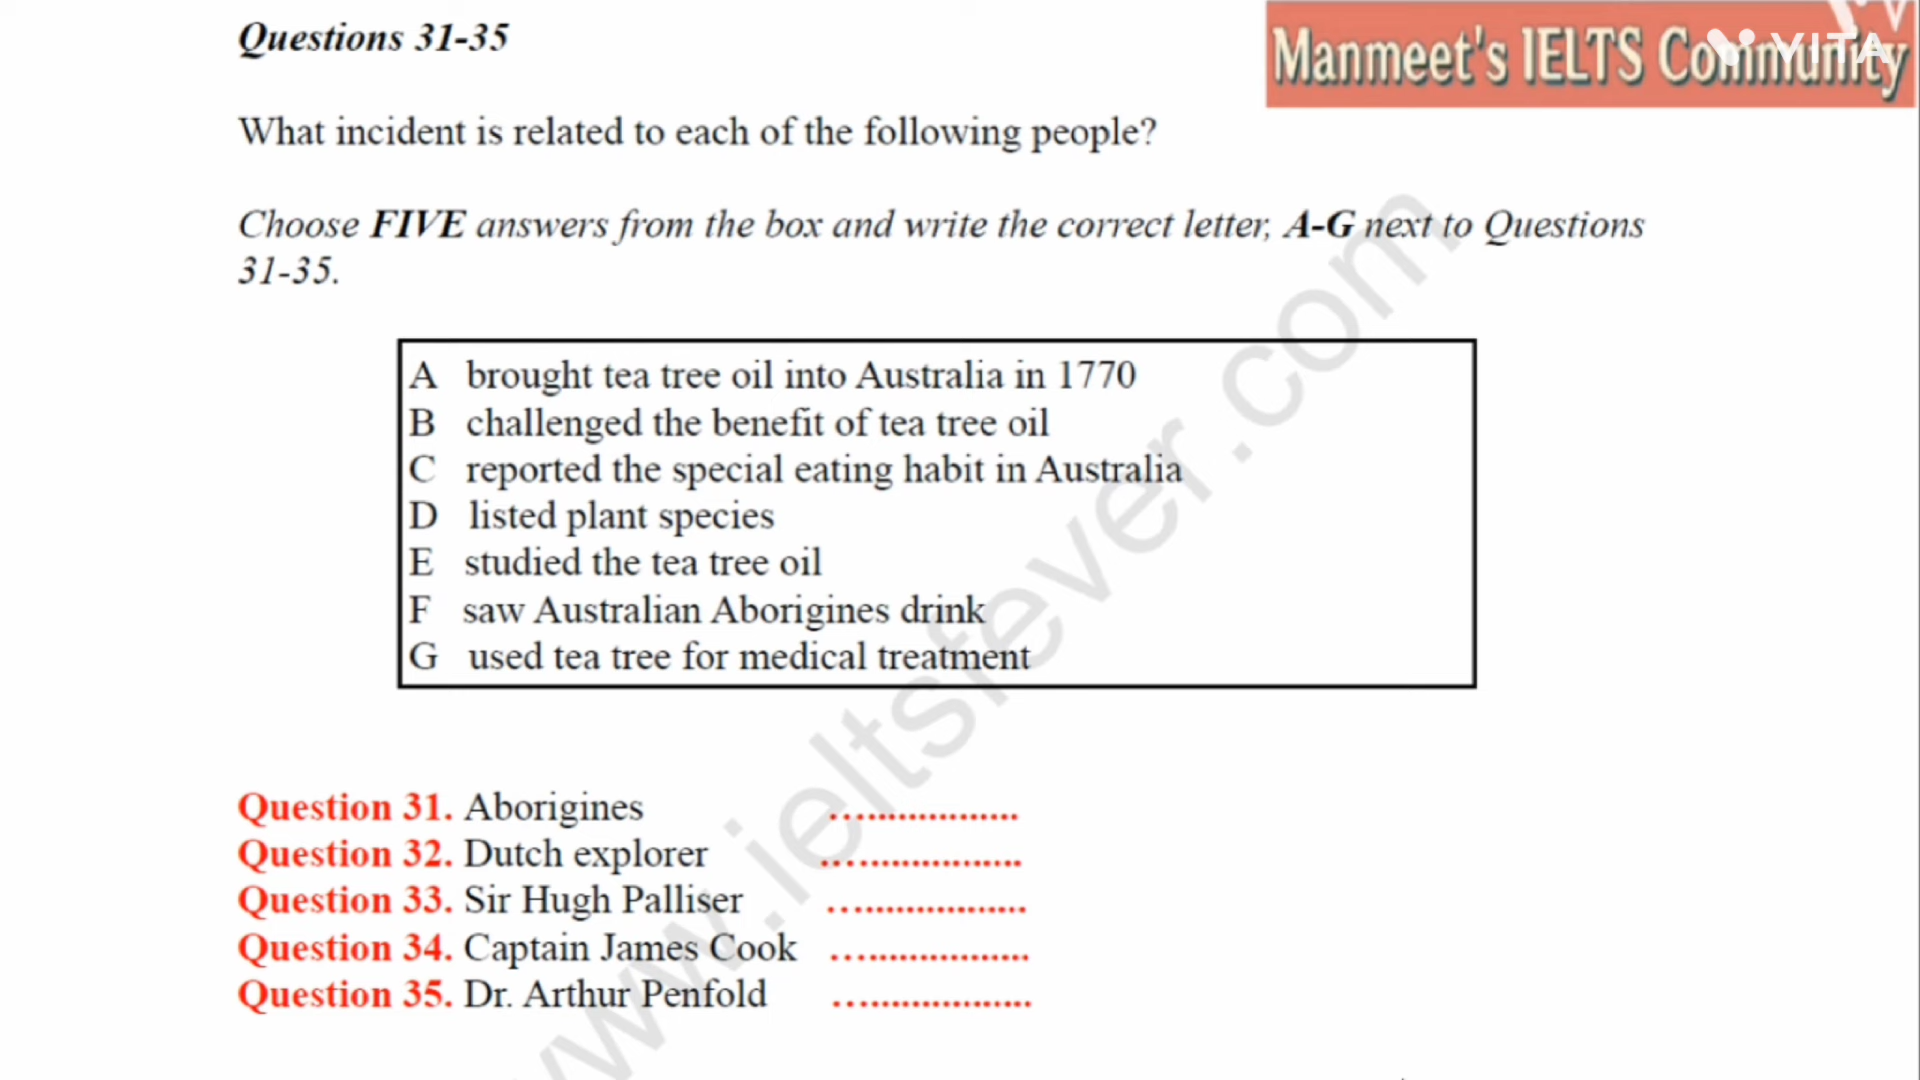 Questions 31-35
Manmeet's IELTS Community
VITA
What incident is related to each of the following people?
Choose FIVE answers from the box and write the correct letter, A-G next to Questions
31-35.
A brought tea tree oil into Australia in 1770
B challenged the benefit of tea tree oil
C reported the special eating habit in Australia
D listed plant species
E studied the tea tree oil
F saw Australian Aborigines drink
G used tea tree for medical treatment
Question 31. Aborigines ...................
Question 32. Dutch explorer ...................
Question 33. Sir Hugh Palliser ...................
Question 34. Captain James Cook ...................
Question 35. Dr. Arthur Penfold ...................
www.ieltsfever.com